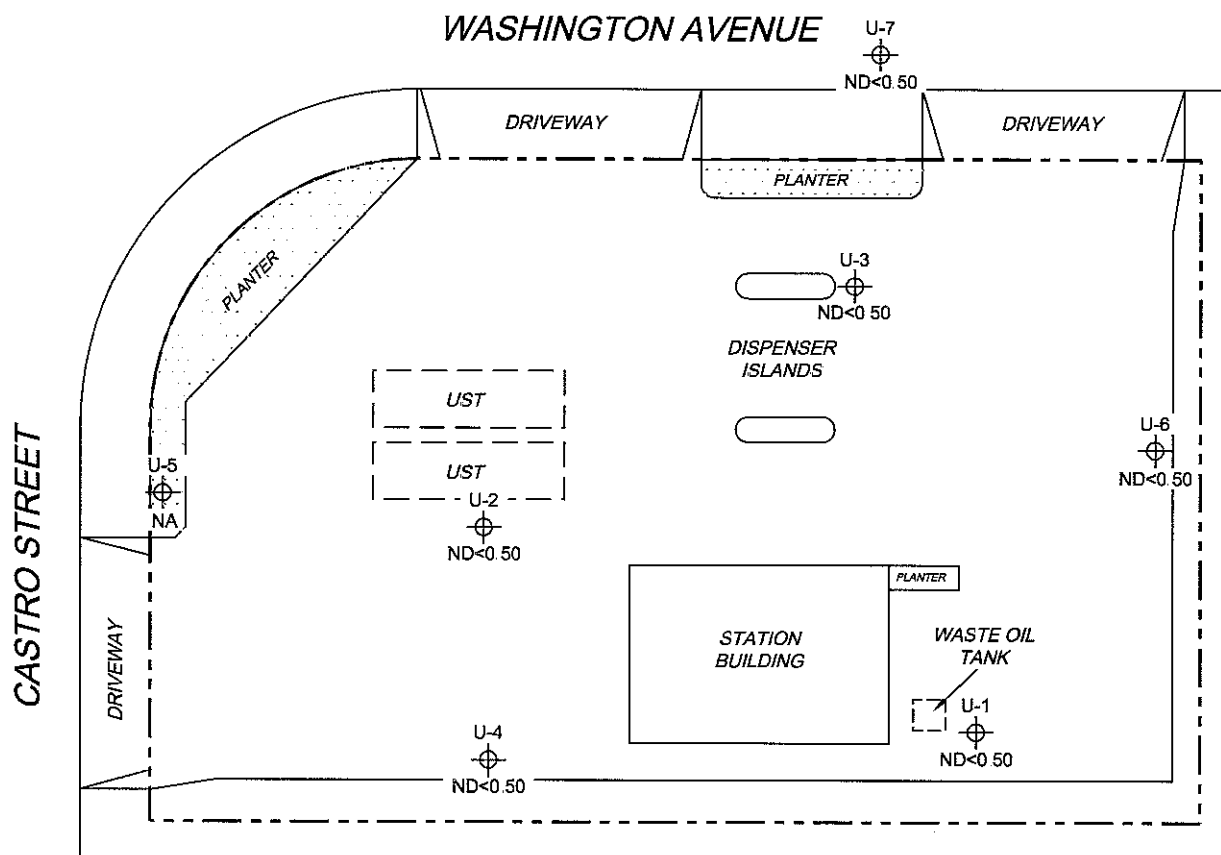 WASHINGTON AVENUE
U-7
ND<0.50
DRIVEWAY
DRIVEWAY
PLANTER
PLANTER
U-3
ND<0.50
DISPENSER
ISLANDS
UST
UST
U-6
ND<0.50
U-5
NA
U-2
ND<0.50
CASTRO STREET
DRIVEWAY
PLANTER
STATION
BUILDING
WASTE OIL
TANK
U-1
ND<0.50
U-4
ND<0.50